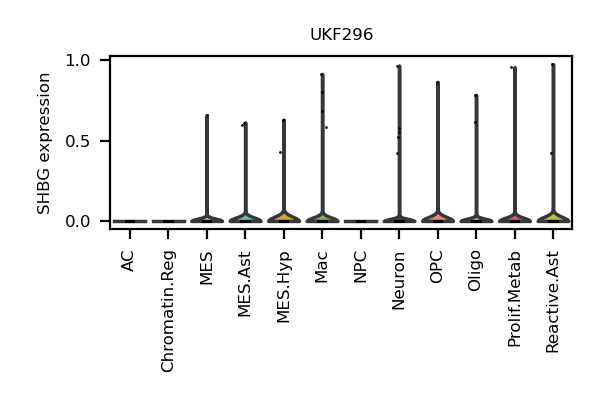 UKF296
SHBG expression
1.0
0.5
0.0
AC
Chromatin.Reg
MES
MES.Ast
MES.Hyp
Mac
NPC
Neuron
OPC
Oligo
Prolif.Metab
Reactive.Ast